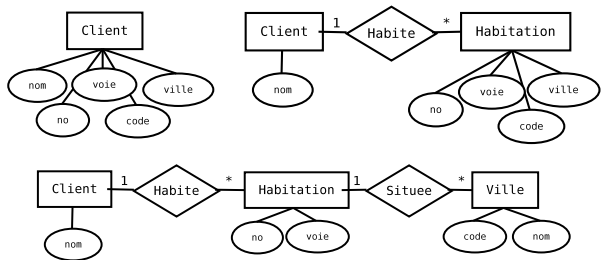 Client
nom
voie
ville
no
code
Client
1
Habite
*
Habitation
nom
no
voie
ville
code
Client
1
Habite
*
Habitation
1
Situee
*
Ville
nom
no
voie
code
nom